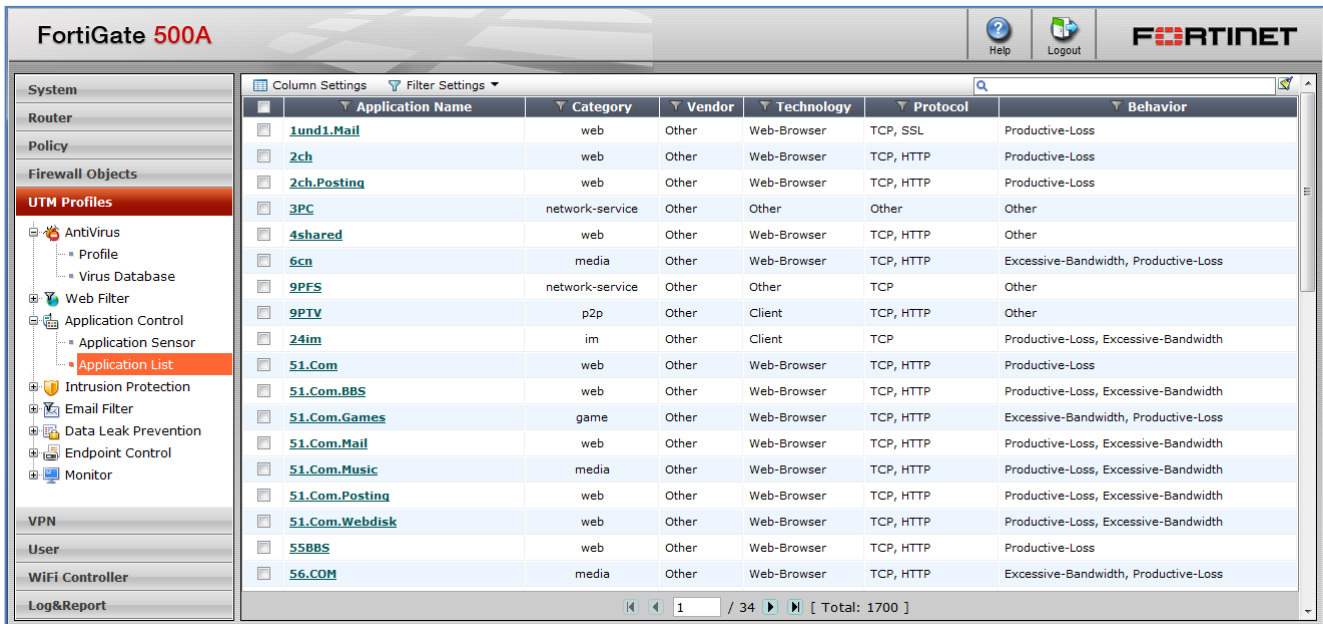 FortiGate 500A
Help
Logout
FORTINET
System
Router
Policy
Firewall Objects
UTM Profiles
AntiVirus
Profile
Virus Database
Web Filter
Application Control
Application Sensor
Application List
Intrusion Protection
Email Filter
Data Leak Prevention
Endpoint Control
Monitor
VPN
User
WiFi Controller
Log&Report
Column Settings Filter Settings
Application Name Category Vendor Technology Protocol Behavior
1und1.Mail web Other Web-Browser TCP, SSL Productive-Loss
2ch web Other Web-Browser TCP, HTTP Productive-Loss
2ch.Posting web Other Web-Browser TCP, HTTP Productive-Loss
3PC network-service Other Other Other Other
4shared web Other Web-Browser TCP, HTTP Other
6cn media Other Web-Browser TCP, HTTP Excessive-Bandwidth, Productive-Loss
9PFS network-service Other Other TCP Other
9PTV p2p Other Client TCP, HTTP Other
24im im Other Client TCP Productive-Loss, Excessive-Bandwidth
51.Com web Other Web-Browser TCP, HTTP Productive-Loss
51.Com.BBS web Other Web-Browser TCP, HTTP Productive-Loss, Excessive-Bandwidth
51.Com.Games game Other Web-Browser TCP, HTTP Excessive-Bandwidth, Productive-Loss
51.Com.Mail web Other Web-Browser TCP, HTTP Productive-Loss, Excessive-Bandwidth
51.Com.Music media Other Web-Browser TCP, HTTP Productive-Loss, Excessive-Bandwidth
51.Com.Posting web Other Web-Browser TCP, HTTP Productive-Loss, Excessive-Bandwidth
51.Com.Webdisk web Other Web-Browser TCP, HTTP Productive-Loss, Excessive-Bandwidth
55BBS web Other Web-Browser TCP, HTTP Productive-Loss
56.COM media Other Web-Browser TCP, HTTP Excessive-Bandwidth, Productive-Loss
1 / 34 [ Total: 1700 ]